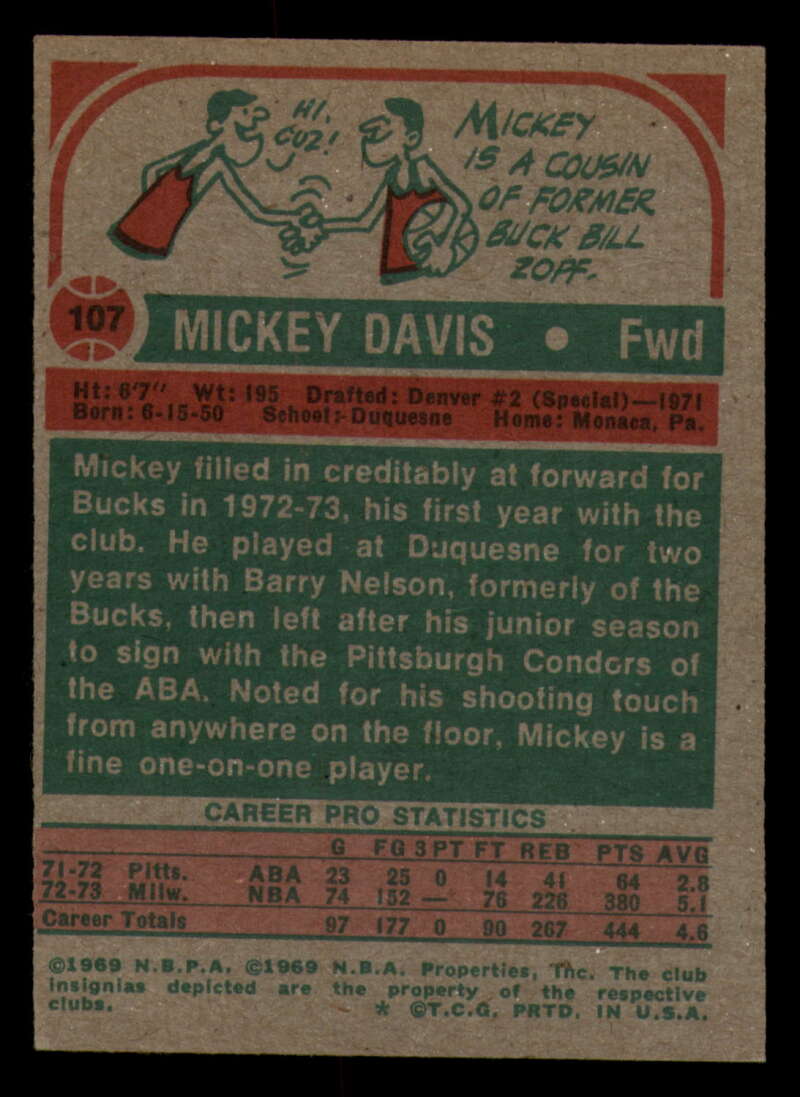 HI, CUZ!
MICKEY
IS A COUSIN
OF FORMER
BUCK BILL
ZOPF.
107
MICKEY DAVIS • Fwd
Ht: 6'7" Wt: 195 Drafted: Denver #2 (Special)—1971
Born: 6-15-50 School: Duquesne Home: Monaca, Pa.
Mickey filled in creditably at forward for
Bucks in 1972-73, his first year with the
club. He played at Duquesne for two
years with Barry Nelson, formerly of the
Bucks, then left after his junior season
to sign with the Pittsburgh Condors of
the ABA. Noted for his shooting touch
from anywhere on the floor, Mickey is a
fine one-on-one player.
CAREER PRO STATISTICS
G FG 3PT FT REB PTS AVG
71-72 Pitts. ABA 23 25 0 14 41 64 2.8
72-73 Milw. NBA 74 152 — 76 226 380 5.1
Career Totals 97 177 0 90 267 444 4.6
©1969 N.B.P.A. ©1969 N.B.A. Properties, Inc. The club
insignias depicted are the property of the respective
clubs. * ©T.C.G. PRTD. IN U.S.A.